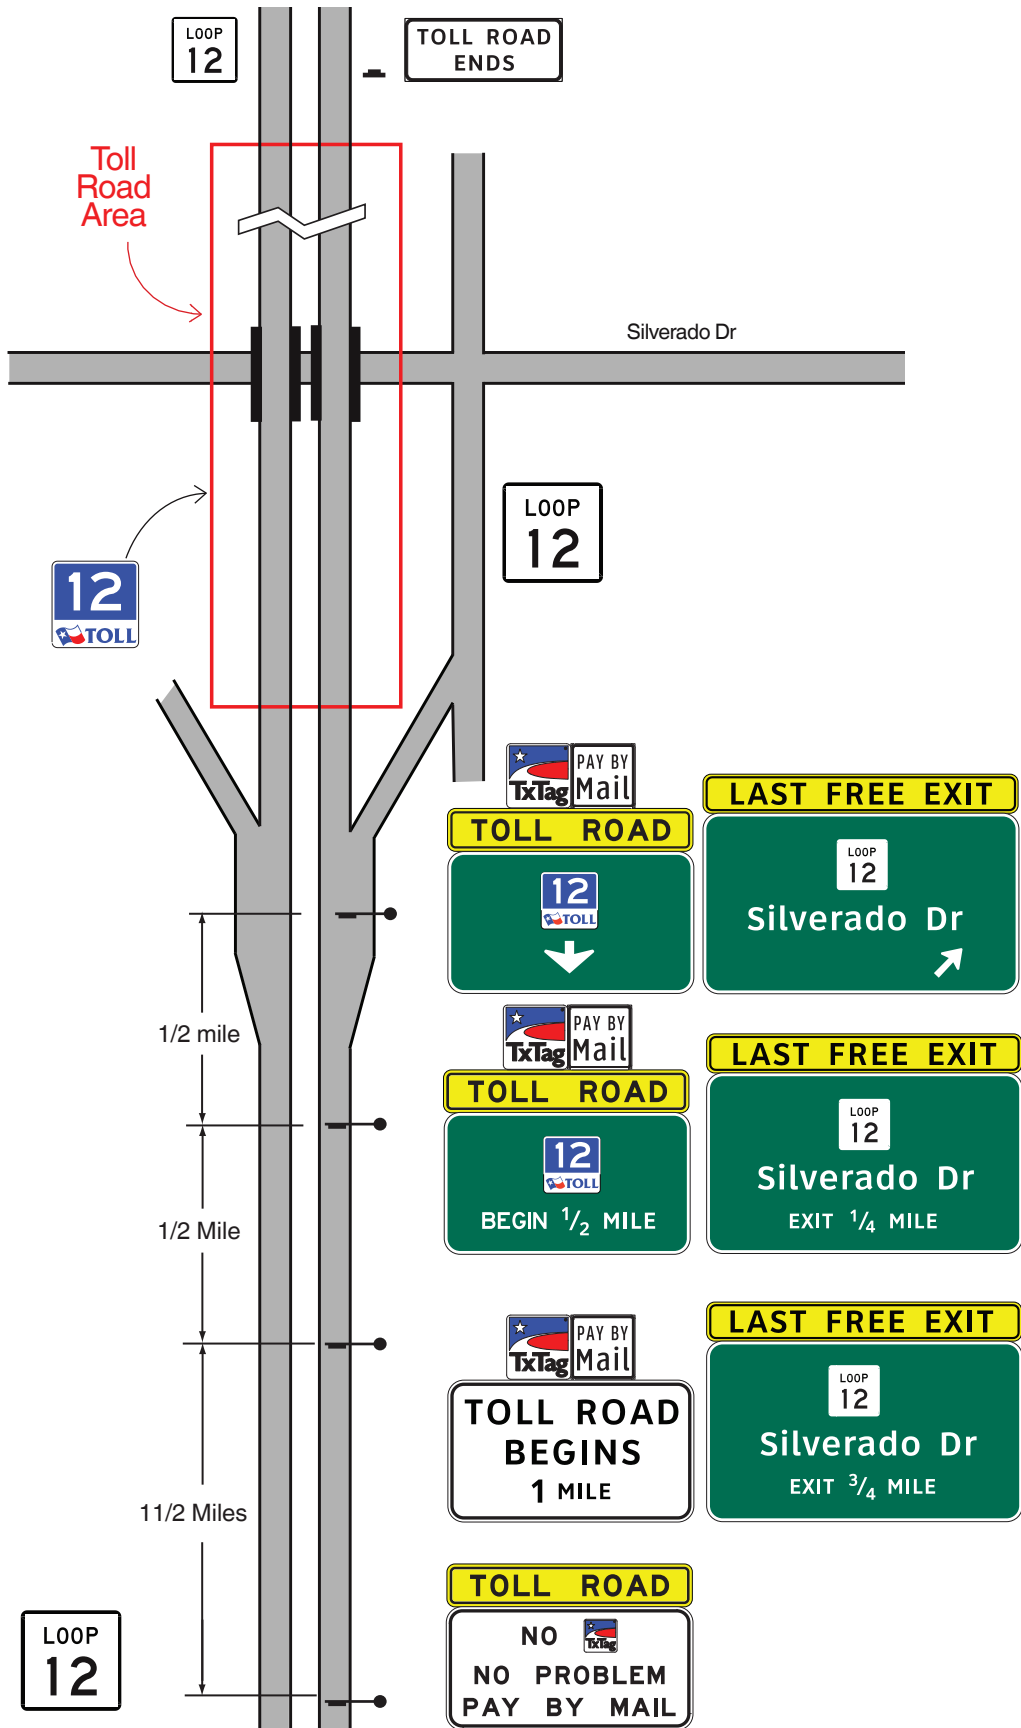 LOOP
12
TOLL ROAD
ENDS
Toll
Road
Area
Silverado Dr
LOOP
12
12
TOLL
TxTag
PAY BY
Mail
TOLL ROAD
12
TOLL
LAST FREE EXIT
LOOP
12
Silverado Dr
1/2 mile
TxTag
PAY BY
Mail
TOLL ROAD
12
TOLL
BEGIN 1/2 MILE
LAST FREE EXIT
LOOP
12
Silverado Dr
EXIT 1/4 MILE
1/2 Mile
TxTag
PAY BY
Mail
TOLL ROAD
BEGINS
1 MILE
LAST FREE EXIT
LOOP
12
Silverado Dr
EXIT 3/4 MILE
11/2 Miles
TOLL ROAD
NO TxTag
NO PROBLEM
PAY BY MAIL
LOOP
12